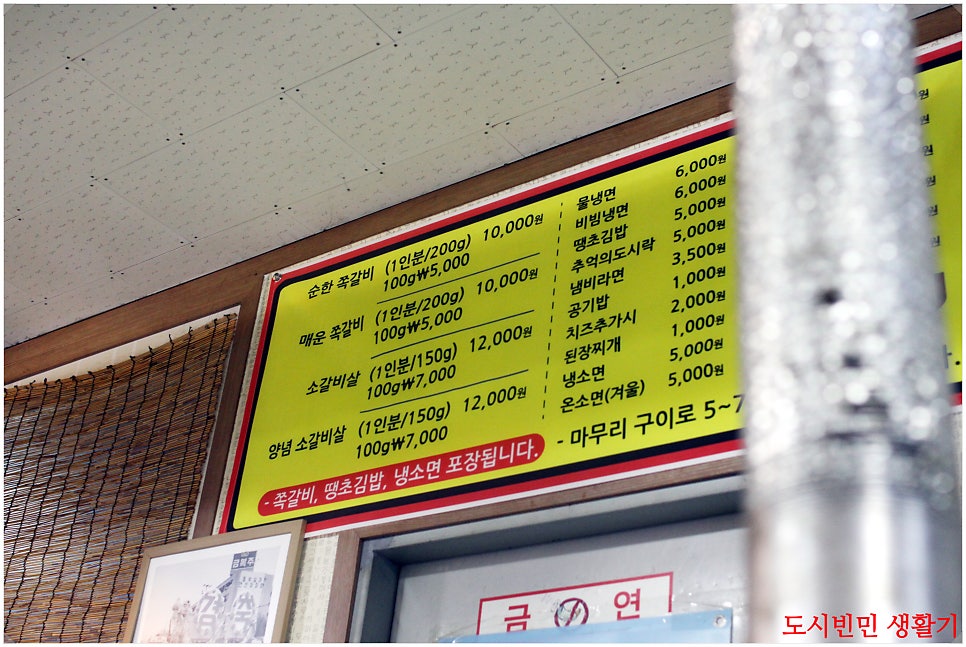 순한 쪽갈비 (1인분/200g) 10,000원
100g₩5,000
매운 쪽갈비 (1인분/200g) 10,000원
100g₩5,000
소갈비살 (1인분/150g) 12,000원
100g₩7,000
양념 소갈비살 (1인분/150g) 12,000원
100g₩7,000
- 쪽갈비, 땡초김밥, 냉소면 포장됩니다.
물냉면 6,000원
비빔냉면 6,000원
땡초김밥 5,000원
추억의도시락 5,000원
냄비라면 3,500원
공기밥 1,000원
치즈추가시 2,000원
된장찌개 1,000원
냉소면 5,000원
온소면(겨울) 5,000원
- 마무리 구이로 5~7
금연
도시빈민 생활기